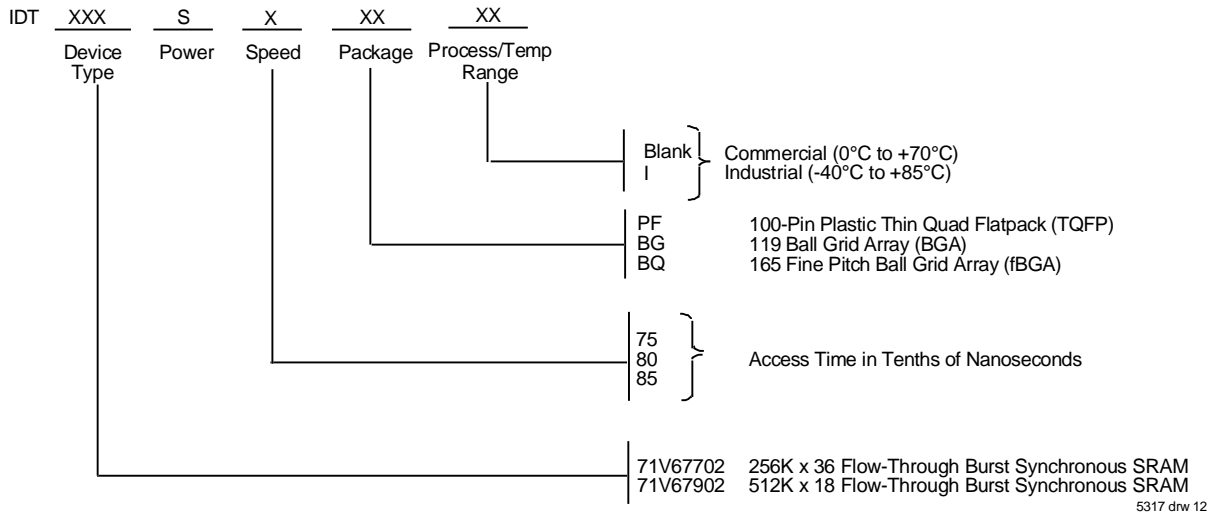 IDT XXX S X XX XX
Device Type Power Speed Package Process/Temp Range
Blank Commercial (0°C to +70°C)
I Industrial (-40°C to +85°C)
PF 100-Pin Plastic Thin Quad Flatpack (TQFP)
BG 119 Ball Grid Array (BGA)
BQ 165 Fine Pitch Ball Grid Array (fBGA)
75
80 Access Time in Tenths of Nanoseconds
85
71V67702 256K x 36 Flow-Through Burst Synchronous SRAM
71V67902 512K x 18 Flow-Through Burst Synchronous SRAM
5317 drw 12